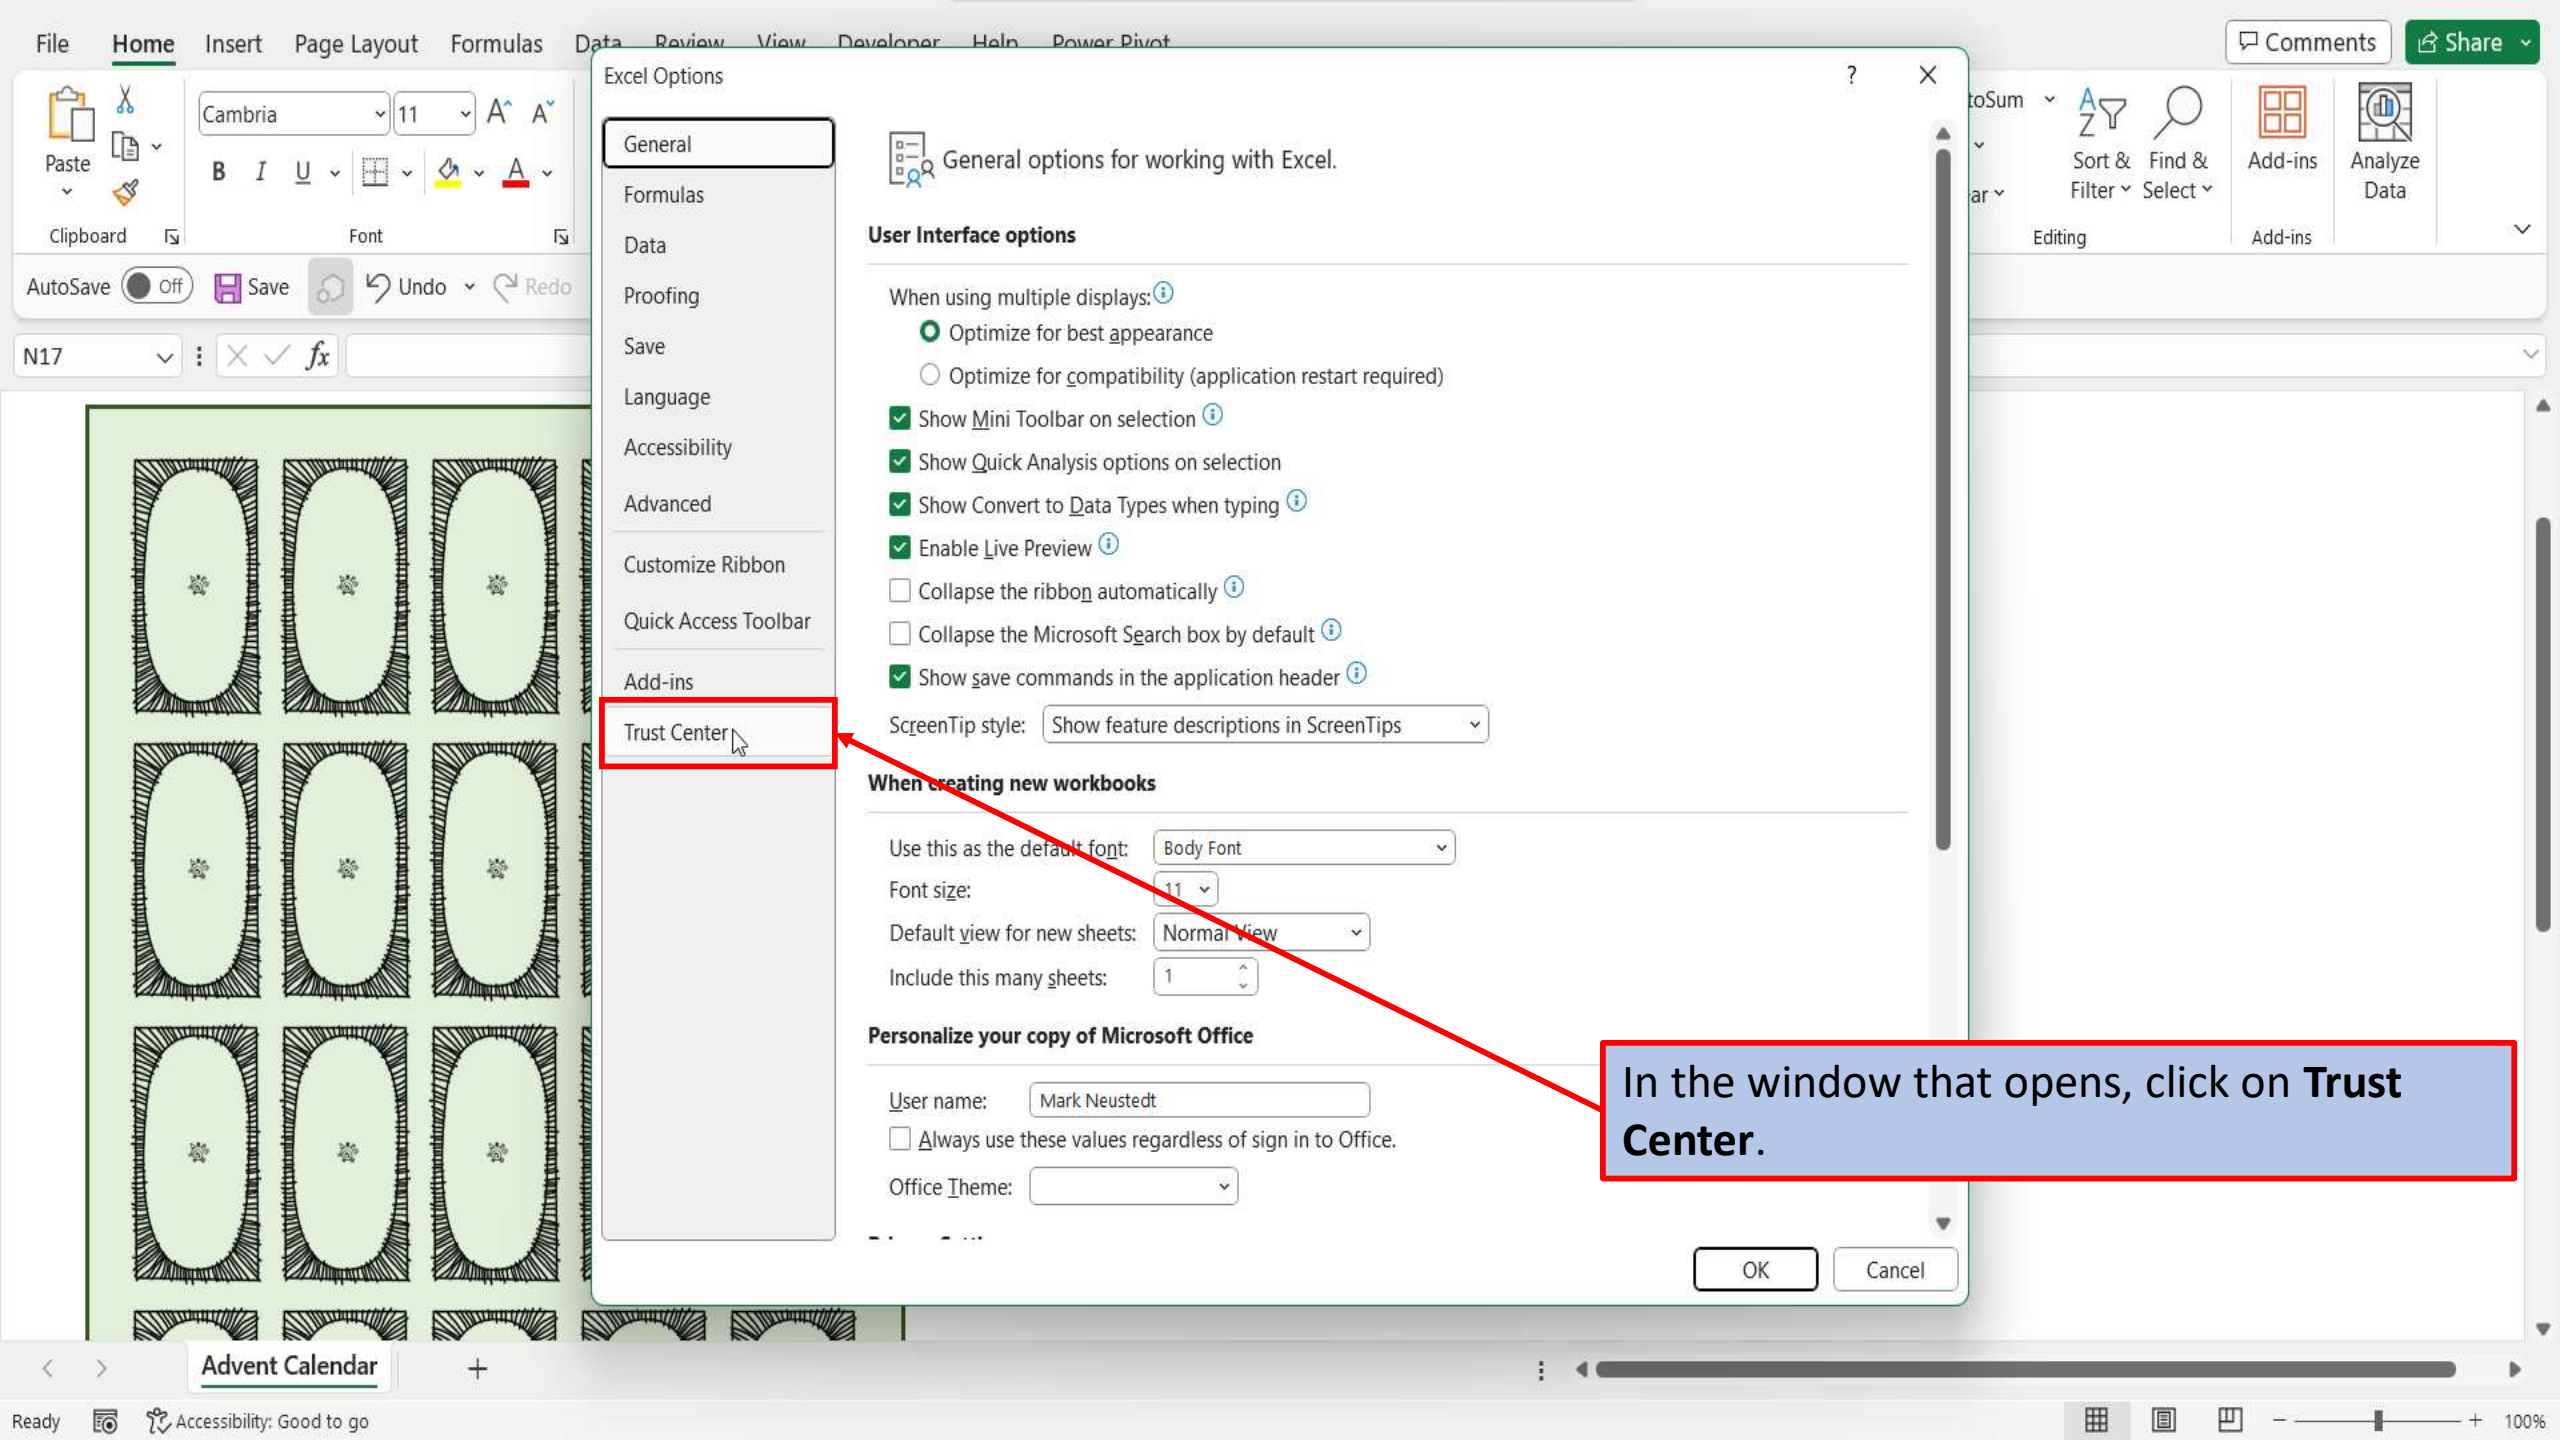 File Home Insert Page Layout Formulas Data Review View Developer Help Power Pivot
Comments Share
Paste
Clipboard
Cambria 11
B I U A
Font
toSum
ar
Sort & Filter
Find & Select
Editing
Add-ins
Add-ins
Analyze Data
AutoSave Off Save Undo Redo
N17 fx
Excel Options
?
General
Formulas
Data
Proofing
Save
Language
Accessibility
Advanced
Customize Ribbon
Quick Access Toolbar
Add-ins
Trust Center
General options for working with Excel.
User Interface options
When using multiple displays:
Optimize for best appearance
Optimize for compatibility (application restart required)
Show Mini Toolbar on selection
Show Quick Analysis options on selection
Show Convert to Data Types when typing
Enable Live Preview
Collapse the ribbon automatically
Collapse the Microsoft Search box by default
Show save commands in the application header
ScreenTip style: Show feature descriptions in ScreenTips
When creating new workbooks
Use this as the default font: Body Font
Font size: 11
Default view for new sheets: Normal View
Include this many sheets: 1
Personalize your copy of Microsoft Office
User name: Mark Neustedt
Always use these values regardless of sign in to Office.
Office Theme:
OK Cancel
In the window that opens, click on Trust
Center.
Advent Calendar
Ready Accessibility: Good to go
100%